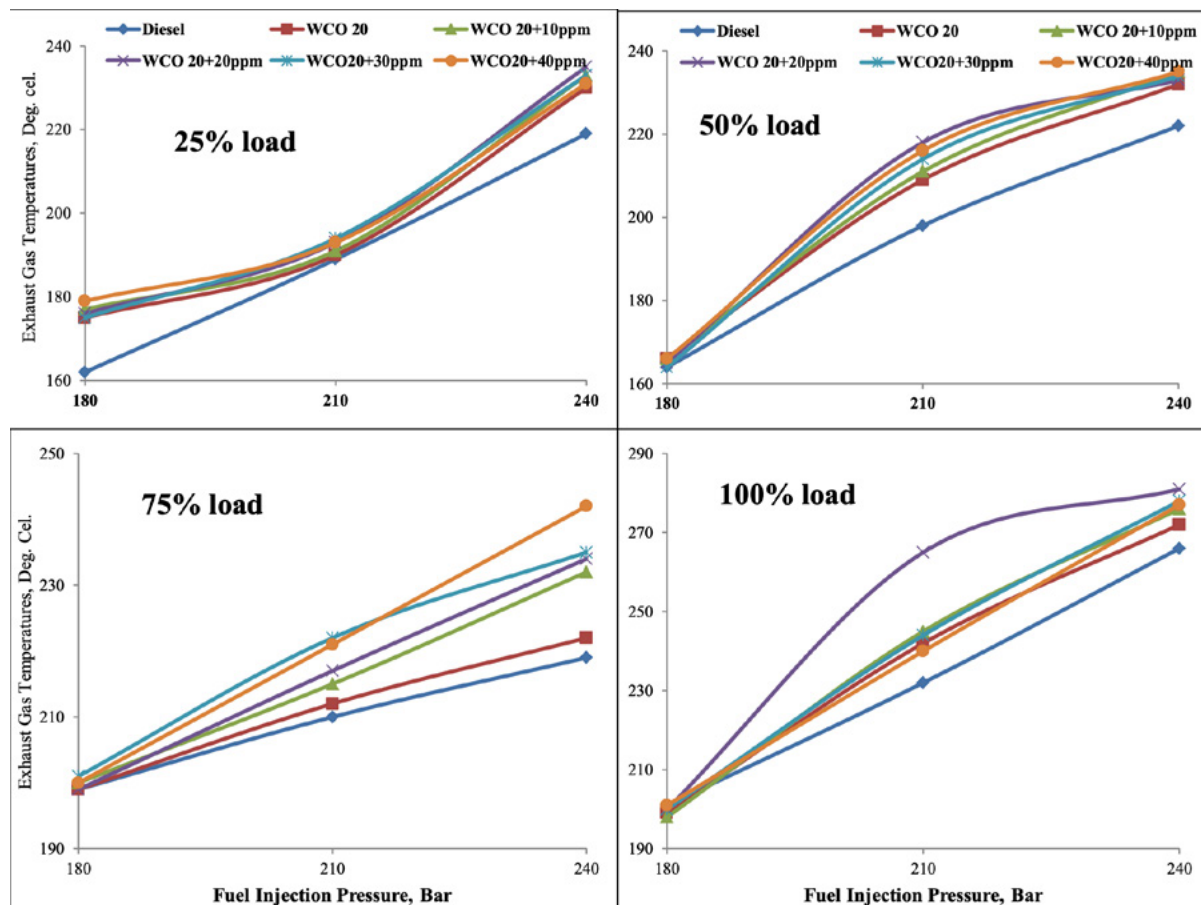 Diesel WCO 20 WCO 20+10ppm
WCO 20+20ppm WCO20+30ppm WCO20+40ppm
25% load
Exhaust Gas Temperatures, Deg. cel.
240
220
200
180
160
180 210 240
Diesel WCO 20 WCO 20+10ppm
WCO 20+20ppm WCO20+30ppm WCO20+40ppm
50% load
240
220
200
180
160
180 210 240
75% load
Exhaust Gas Temperatures, Deg. Cel.
250
230
210
190
180 210 240
Fuel Injection Pressure, Bar
100% load
290
270
250
230
210
190
180 210 240
Fuel Injection Pressure, Bar